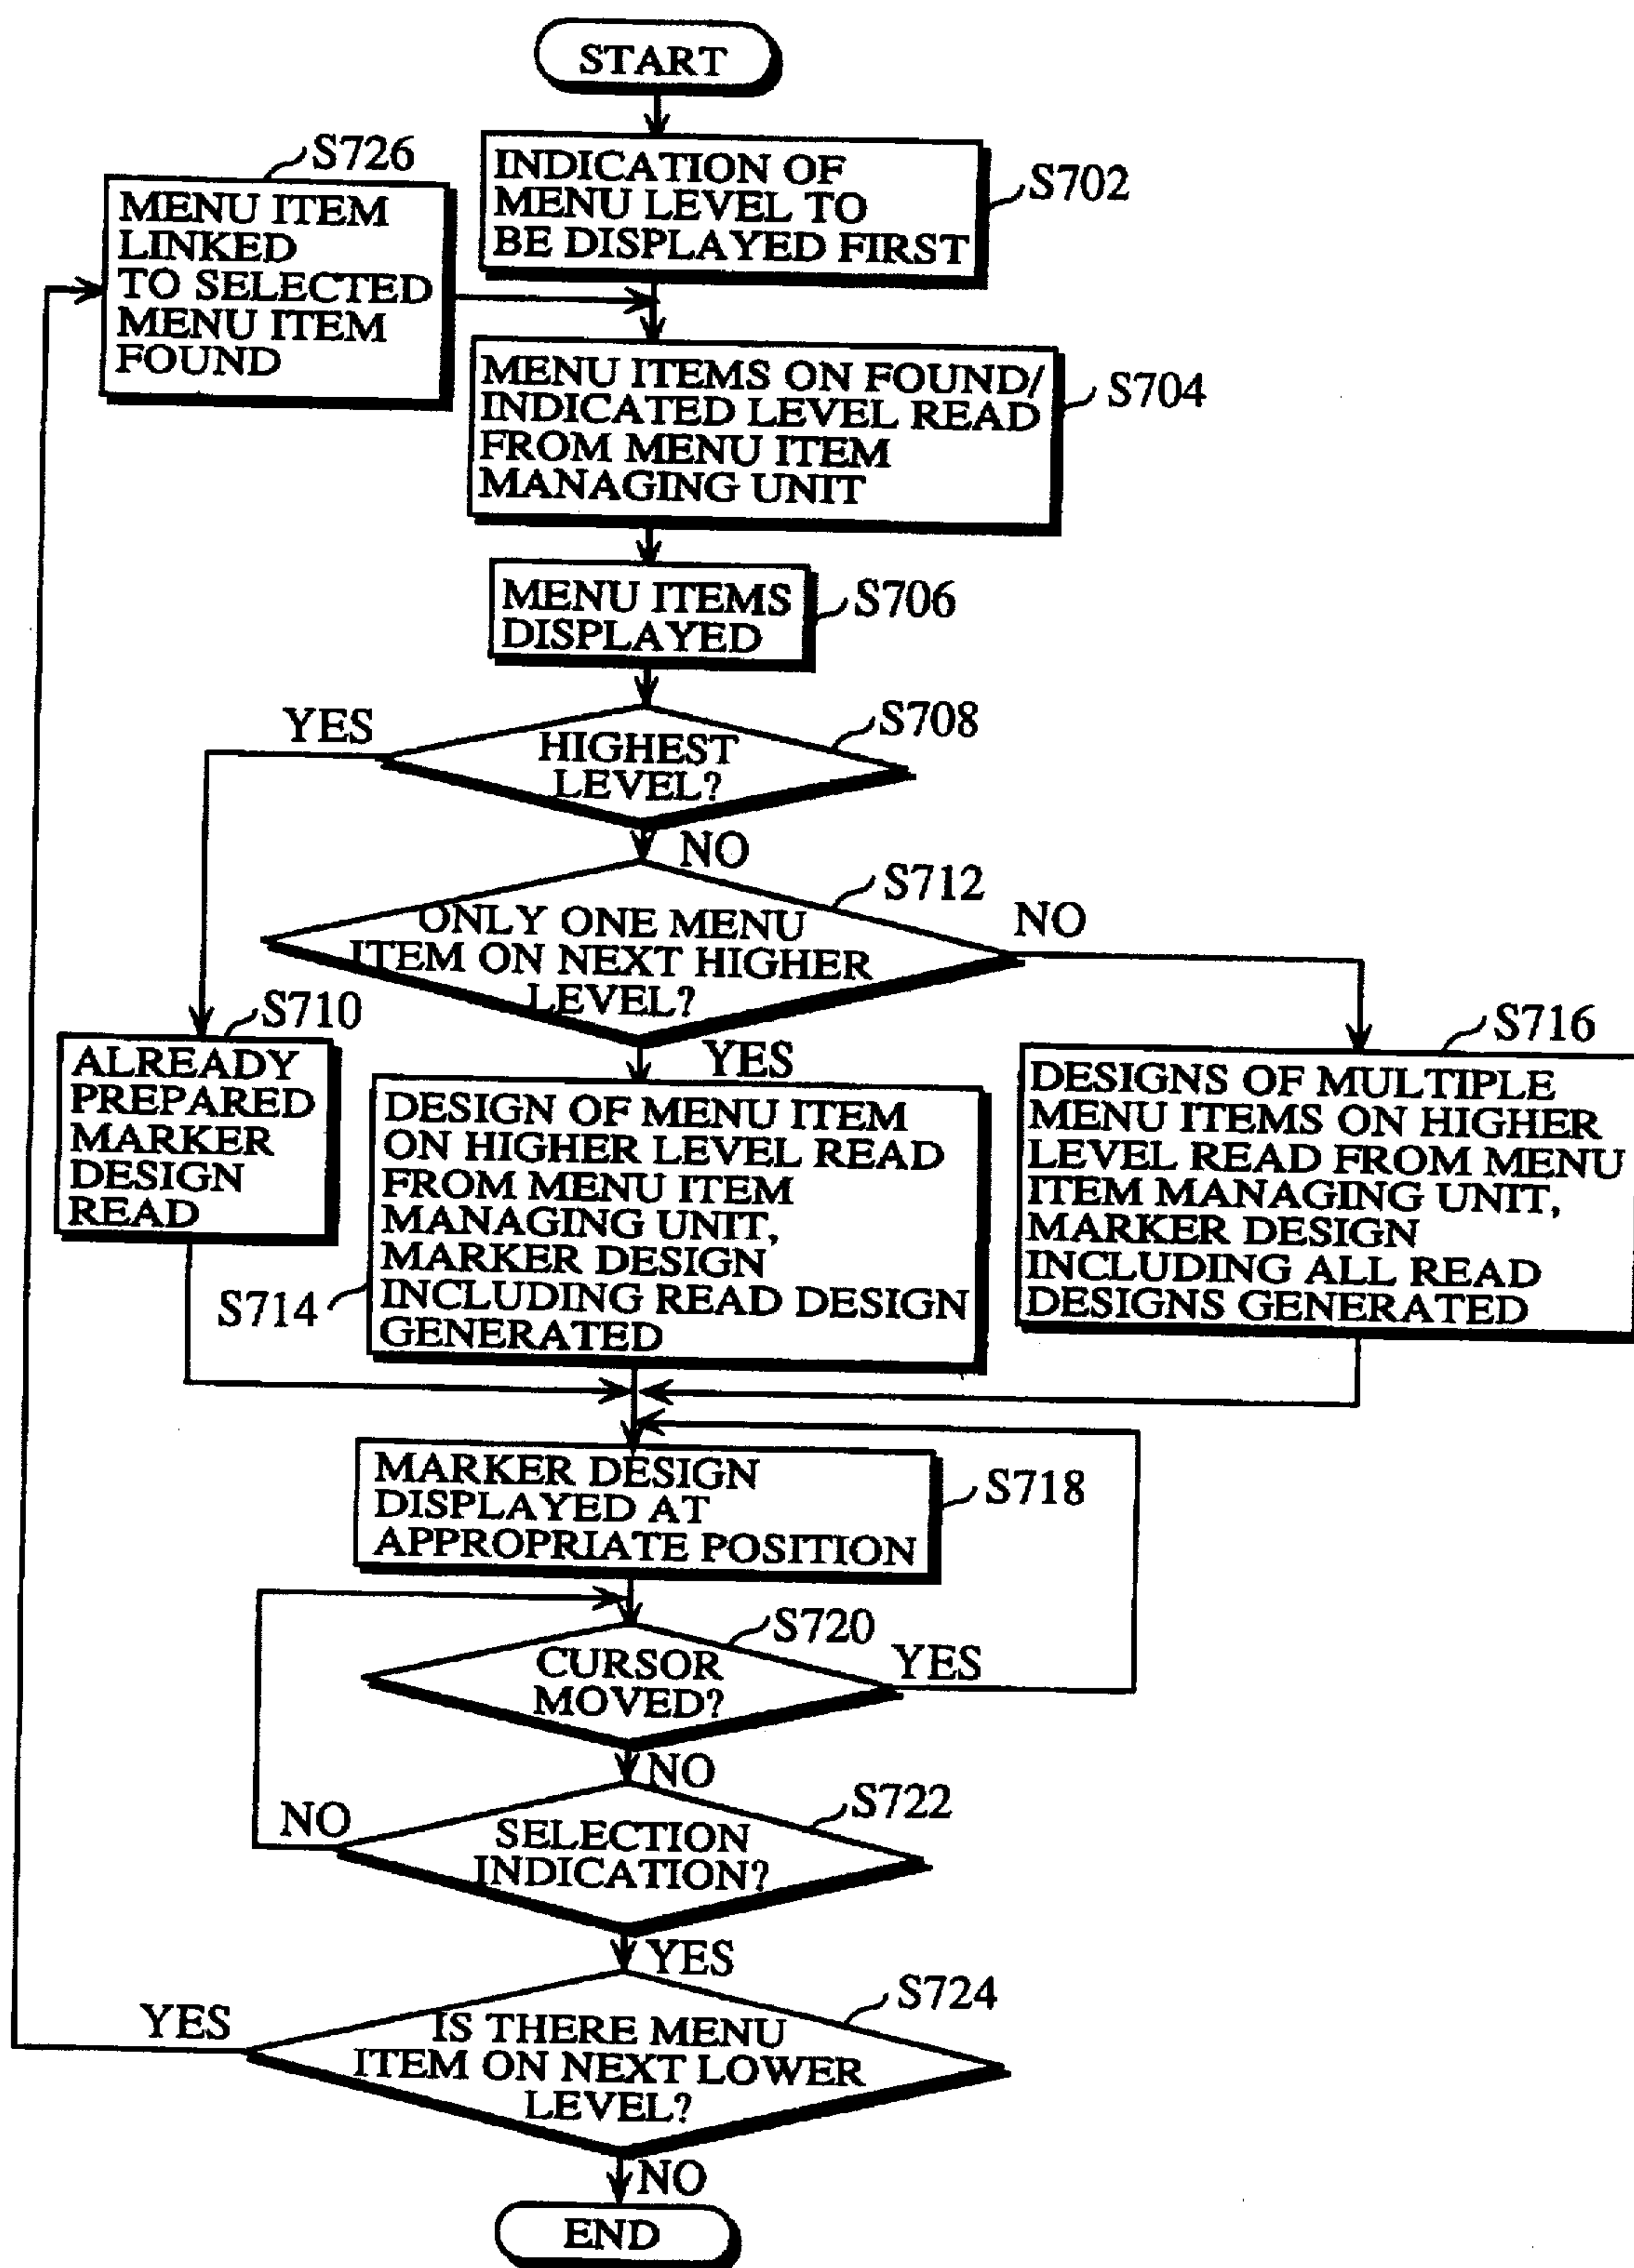 START
S726
MENU ITEM
LINKED
TO SELECTED
MENU ITEM
FOUND
INDICATION OF
MENU LEVEL TO
BE DISPLAYED FIRST
S702
MENU ITEMS ON FOUND/
INDICATED LEVEL READ
FROM MENU ITEM
MANAGING UNIT
S704
MENU ITEMS
DISPLAYED
S706
YES
HIGHEST
LEVEL?
S708
NO
ONLY ONE MENU
ITEM ON NEXT HIGHER
LEVEL?
S712
NO
S710
ALREADY
PREPARED
MARKER
DESIGN
READ
YES
DESIGN OF MENU ITEM
ON HIGHER LEVEL READ
FROM MENU ITEM
MANAGING UNIT,
MARKER DESIGN
INCLUDING READ DESIGN
GENERATED
S714
S716
DESIGNS OF MULTIPLE
MENU ITEMS ON HIGHER
LEVEL READ FROM MENU
ITEM MANAGING UNIT,
MARKER DESIGN
INCLUDING ALL READ
DESIGNS GENERATED
MARKER DESIGN
DISPLAYED AT
APPROPRIATE POSITION
S718
CURSOR
MOVED?
S720
YES
NO
NO
SELECTION
INDICATION?
S722
YES
YES
IS THERE MENU
ITEM ON NEXT LOWER
LEVEL?
S724
NO
END